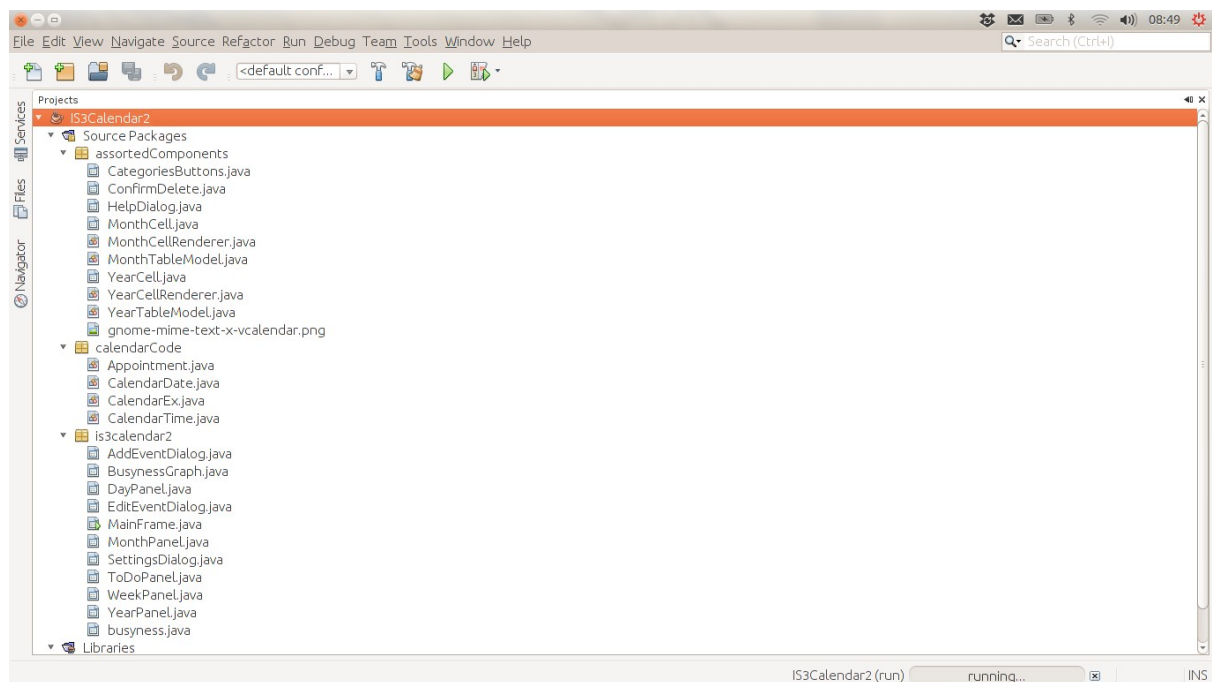 08:49
File Edit View Navigate Source Refactor Run Debug Team Tools Window Help
Search (Ctrl+I)
<default conf...
Projects
Services
Files
Navigator
IS3Calendar2
Source Packages
assortedComponents
CategoriesButtons.java
ConfirmDelete.java
HelpDialog.java
MonthCell.java
MonthCellRenderer.java
MonthTableModel.java
YearCell.java
YearCellRenderer.java
YearTableModel.java
gnome-mime-text-x-vcalendar.png
calendarCode
Appointment.java
CalendarDate.java
CalendarEx.java
CalendarTime.java
is3calendar2
AddEventDialog.java
BusynessGraph.java
DayPanel.java
EditEventDialog.java
MainFrame.java
MonthPanel.java
SettingsDialog.java
ToDoPanel.java
WeekPanel.java
YearPanel.java
busyness.java
Libraries
IS3Calendar2 (run) running... INS